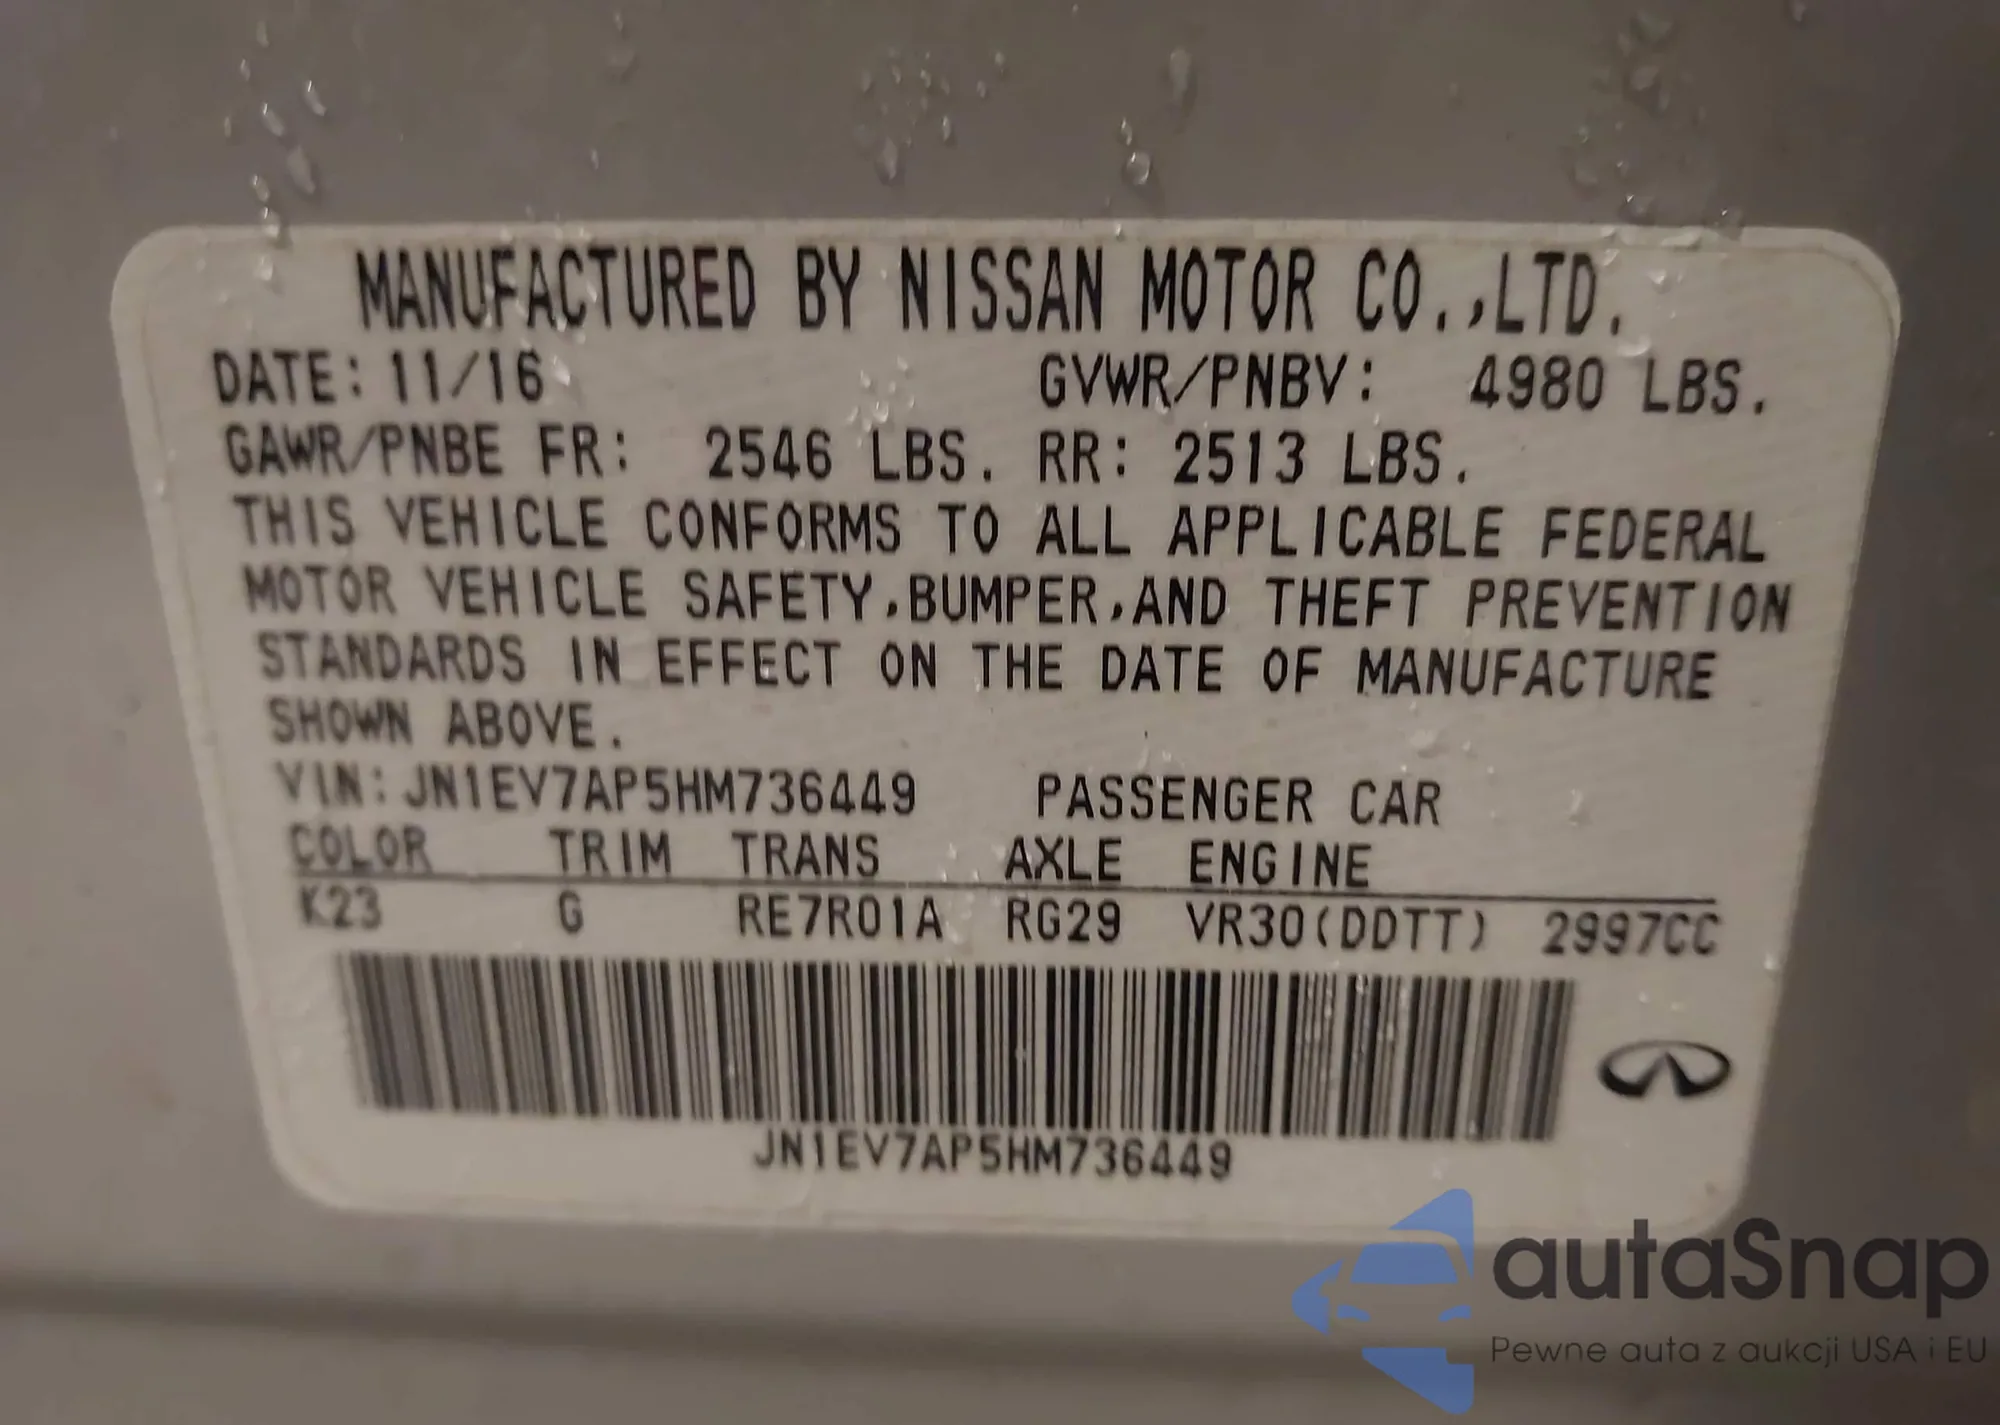 MANUFACTURED BY NISSAN MOTOR CO.,LTD.
DATE: 11/16 GVWR/PNBV: 4980 LBS.
GAWR/PNBE FR: 2546 LBS. RR: 2513 LBS.
THIS VEHICLE CONFORMS TO ALL APPLICABLE FEDERAL
MOTOR VEHICLE SAFETY,BUMPER,AND THEFT PREVENTION
STANDARDS IN EFFECT ON THE DATE OF MANUFACTURE
SHOWN ABOVE.
VIN:JN1EV7AP5HM736449 PASSENGER CAR
COLOR TRIM TRANS AXLE ENGINE
K23 G RE7R01A RG29 VR30(DDTT) 2997CC
JN1EV7AP5HM736449
autaSnap
Pewne auta z aukcji USA i EU